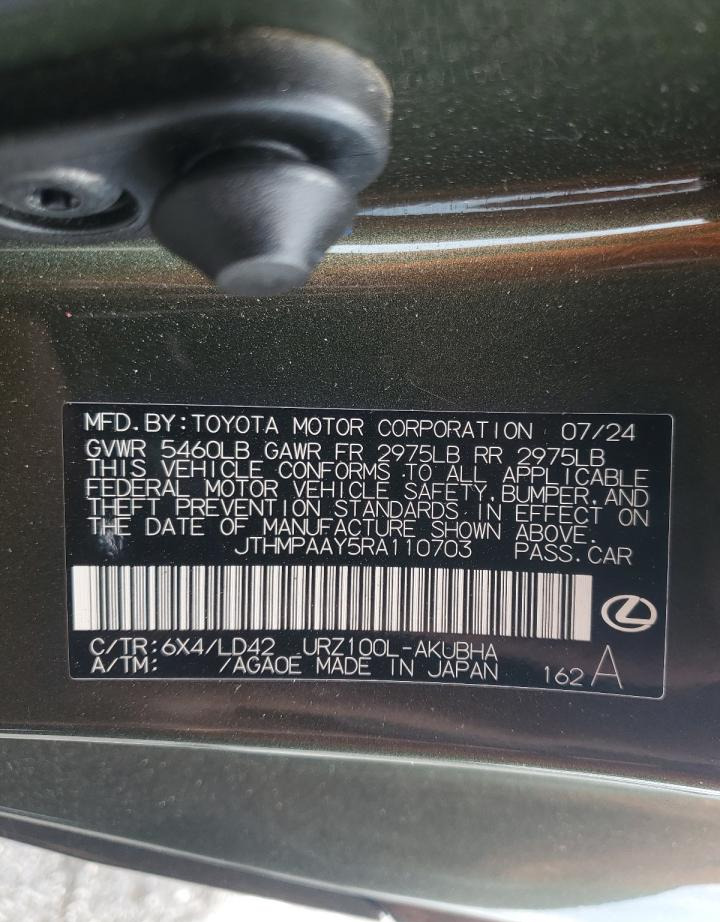 MFD.BY:TOYOTA MOTOR CORPORATION 07/24
GVWR 5460LB GAWR FR 2975LB RR 2975LB
THIS VEHICLE CONFORMS TO ALL APPLICABLE
FEDERAL MOTOR VEHICLE SAFETY,BUMPER,AND
THEFT PREVENTION STANDARDS IN EFFECT ON
THE DATE OF MANUFACTURE SHOWN ABOVE.
JTHMPAAY5RA110703 PASS.CAR
C/TR:6X4/LD42 URZ100L-AKUBHA
A/TM: /AGA0E MADE IN JAPAN 162 A